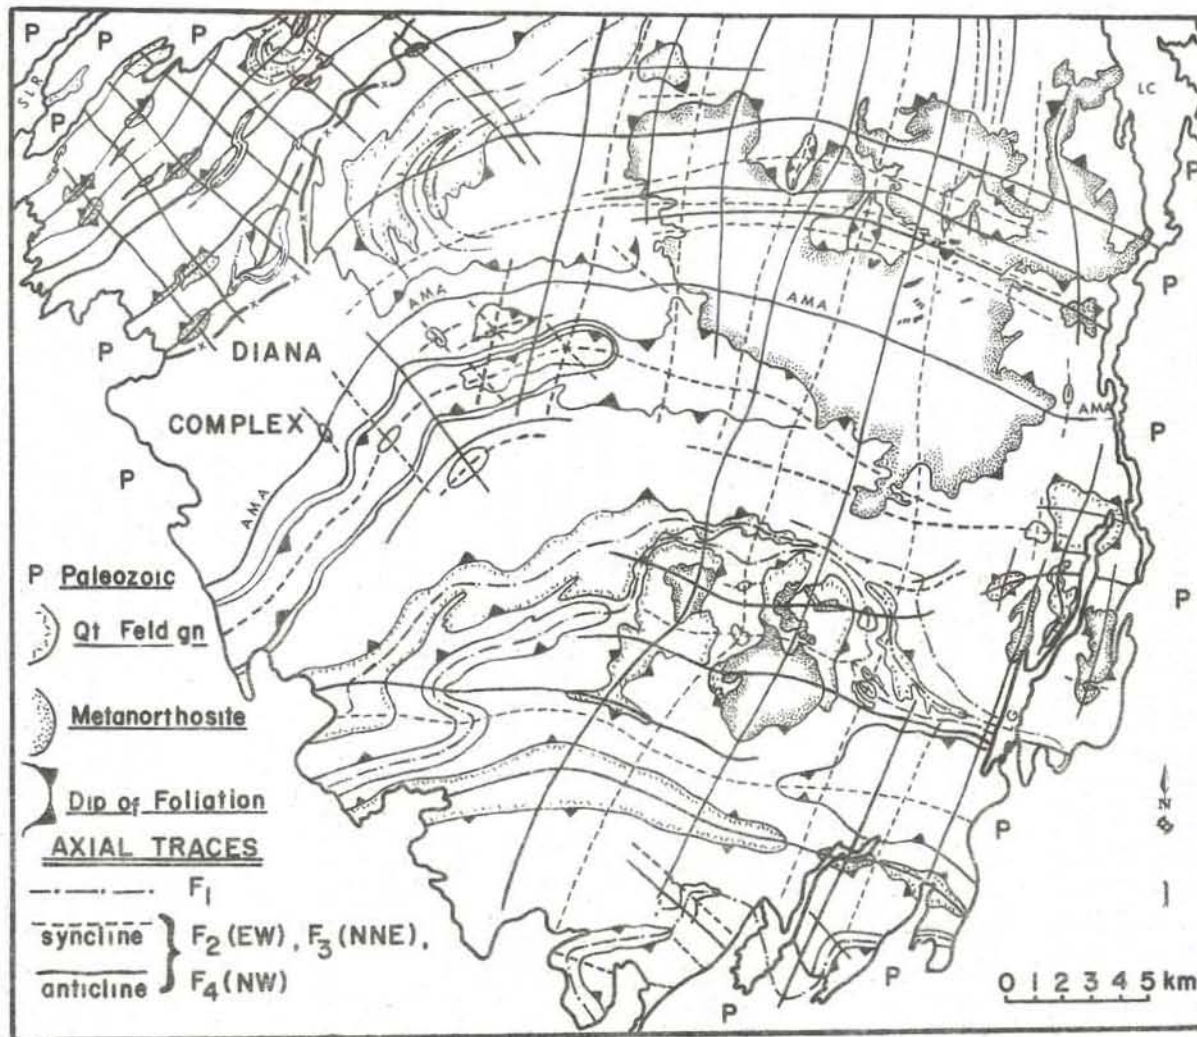 P
P
P
P
P
SLR
P
LC
P
P
DIANA
AMA
AMA
COMPLEX
AMA
P
P
AMA
P
P Paleozoic
P
Qt Feld gn
Metanorthosite
G
Dip of Foliation
N
P
AXIAL TRACES
F1
syncline
F2 (EW), F3 (NNE),
anticline
F4 (NW)
P
P
0 1 2 3 4 5 km